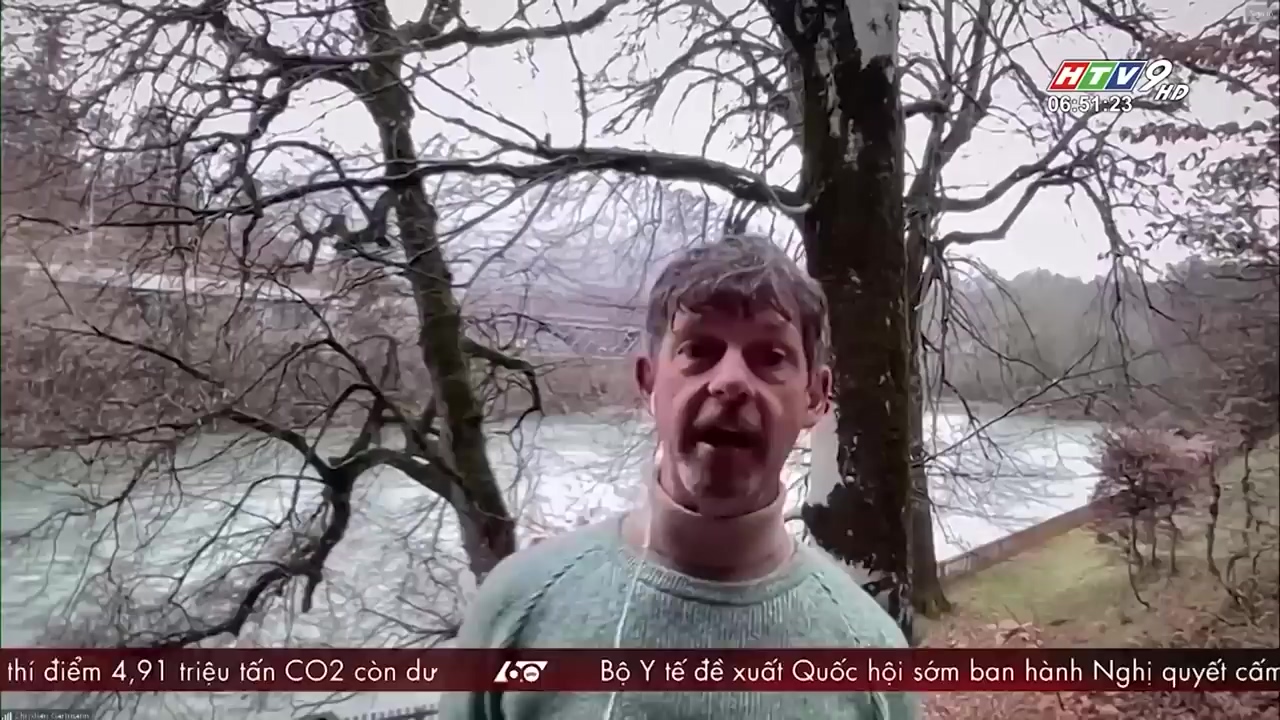 HTV9 HD
06:51:23
thí điểm 4,91 triệu tấn CO2 còn dư 60 Bộ Y tế đề xuất Quốc hội sớm ban hành Nghị quyết cấm